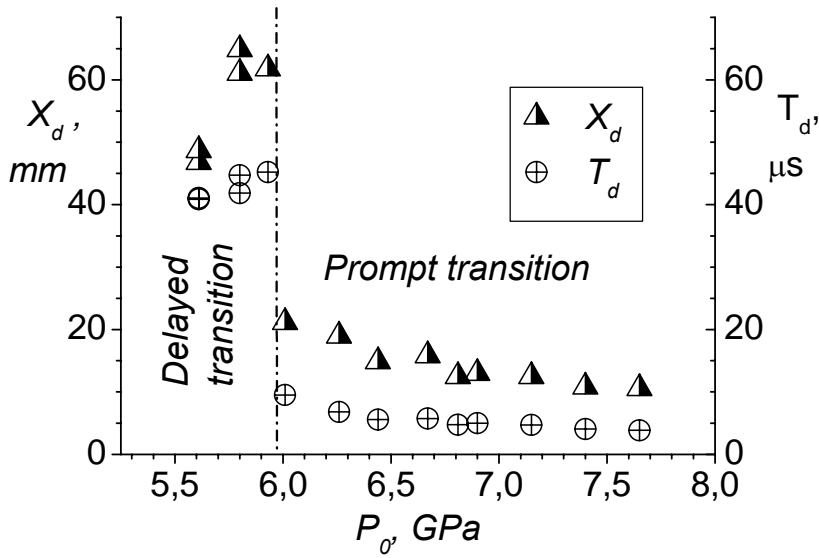 60
40
20
0
X_d ,
mm
60
40
20
0
T_d,
μs
X_d
T_d
Delayed
transition
Prompt transition
5,5 6,0 6,5 7,0 7,5 8,0
P_0, GPa